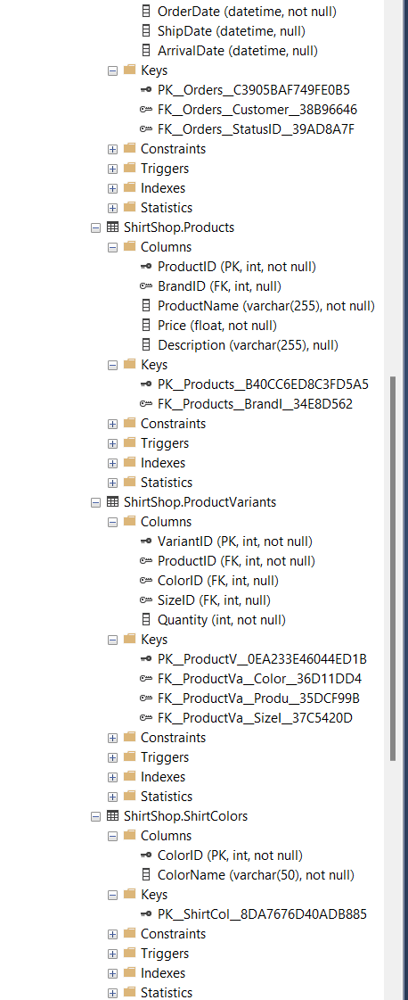 OrderDate (datetime, not null)
ShipDate (datetime, null)
ArrivalDate (datetime, null)
Keys
PK__Orders__C3905BAF749FE0B5
FK__Orders__Customer__38B96646
FK__Orders__StatusID__39AD8A7F
Constraints
Triggers
Indexes
Statistics
ShirtShop.Products
Columns
ProductID (PK, int, not null)
BrandID (FK, int, null)
ProductName (varchar(255), not null)
Price (float, not null)
Description (varchar(255), null)
Keys
PK__Products__B40CC6ED8C3FD5A5
FK__Products__BrandI__34E8D562
Constraints
Triggers
Indexes
Statistics
ShirtShop.ProductVariants
Columns
VariantID (PK, int, not null)
ProductID (FK, int, not null)
ColorID (FK, int, null)
SizeID (FK, int, null)
Quantity (int, not null)
Keys
PK__ProductV__0EA233E46044ED1B
FK__ProductVa__Color__36D11DD4
FK__ProductVa__Produ__35DCF99B
FK__ProductVa__SizeI__37C5420D
Constraints
Triggers
Indexes
Statistics
ShirtShop.ShirtColors
Columns
ColorID (PK, int, not null)
ColorName (varchar(50), not null)
Keys
PK__ShirtCol__8DA7676D40ADB885
Constraints
Triggers
Indexes
Statistics